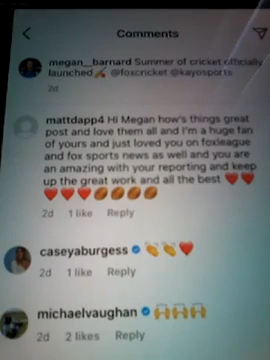 Comments
megan__barnard Summer of cricket officially
launched🏏 @foxcricket @kayosports
2d
mattdapp4 Hi Megan how's things great
post and love them all and I'm a huge fan
of yours and just loved you on foxleague
and fox sports news as well and you are
an amazing with your reporting and keep
up the great work and all the best ❤️❤️
❤️❤️❤️🏉🏉🏉🏉
2d 1 like Reply
caseyaburgess 👏👏❤️
2d 1 like Reply
michaelvaughan 🙌🙌🙌
2d 2 likes Reply